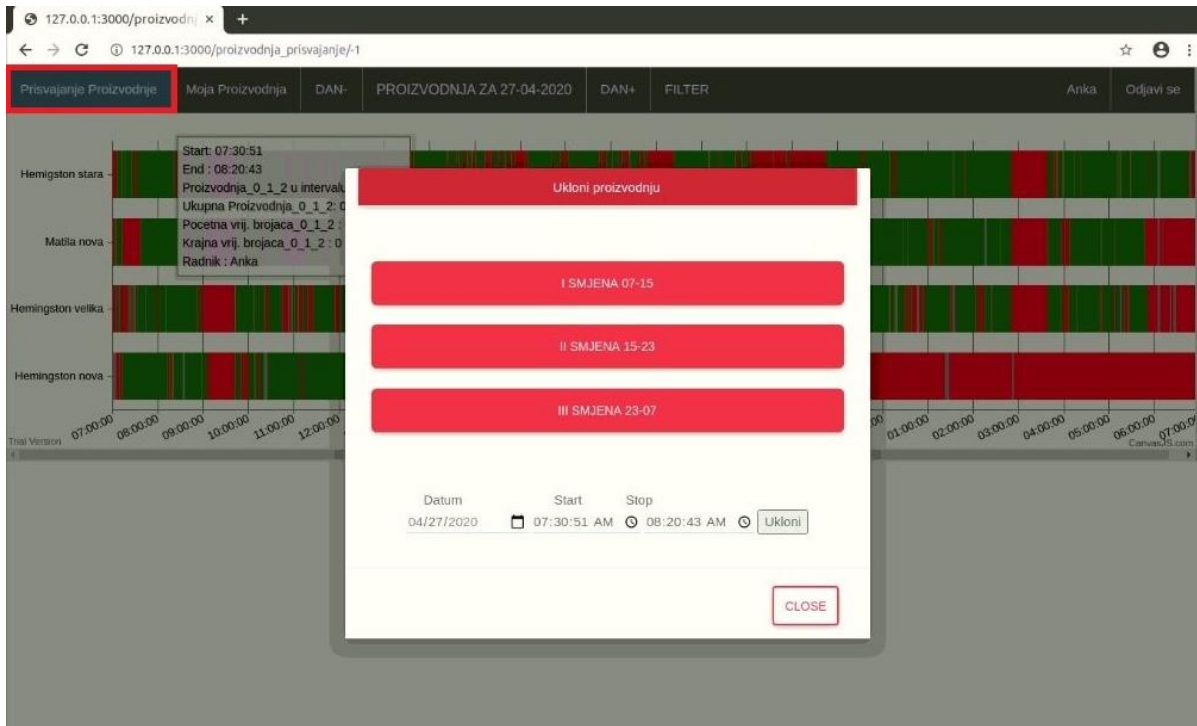 127.0.0.1:3000/proizvodnj
127.0.0.1:3000/proizvodnja_prisvajanje/-1
Prisvajanje Proizvodnje Moja Proizvodnja DAN- PROIZVODNJA ZA 27-04-2020 DAN+ FILTER Anka Odjavi se
Start: 07:30:51
End : 08:20:43
Proizvodnja_0_1_2 u intervalu
Ukupna Proizvodnja_0_1_2: 0
Pocetna vrij. brojaca_0_1_2 :
Krajna vrij. brojaca_0_1_2 : 0
Radnik : Anka
Hemigston stara
Matila nova
Hemingston velika
Hemingston nova
Ukloni proizvodnju
I SMJENA 07-15
II SMJENA 15-23
III SMJENA 23-07
Datum Start Stop
04/27/2020 07:30:51 AM 08:20:43 AM Ukloni
CLOSE
07:00:00 08:00:00 09:00:00 10:00:00 11:00:00 12:00:00 01:00:00 02:00:00 03:00:00 04:00:00 05:00:00 06:00:00 07:00:0
Trial Version CanvasJS.com